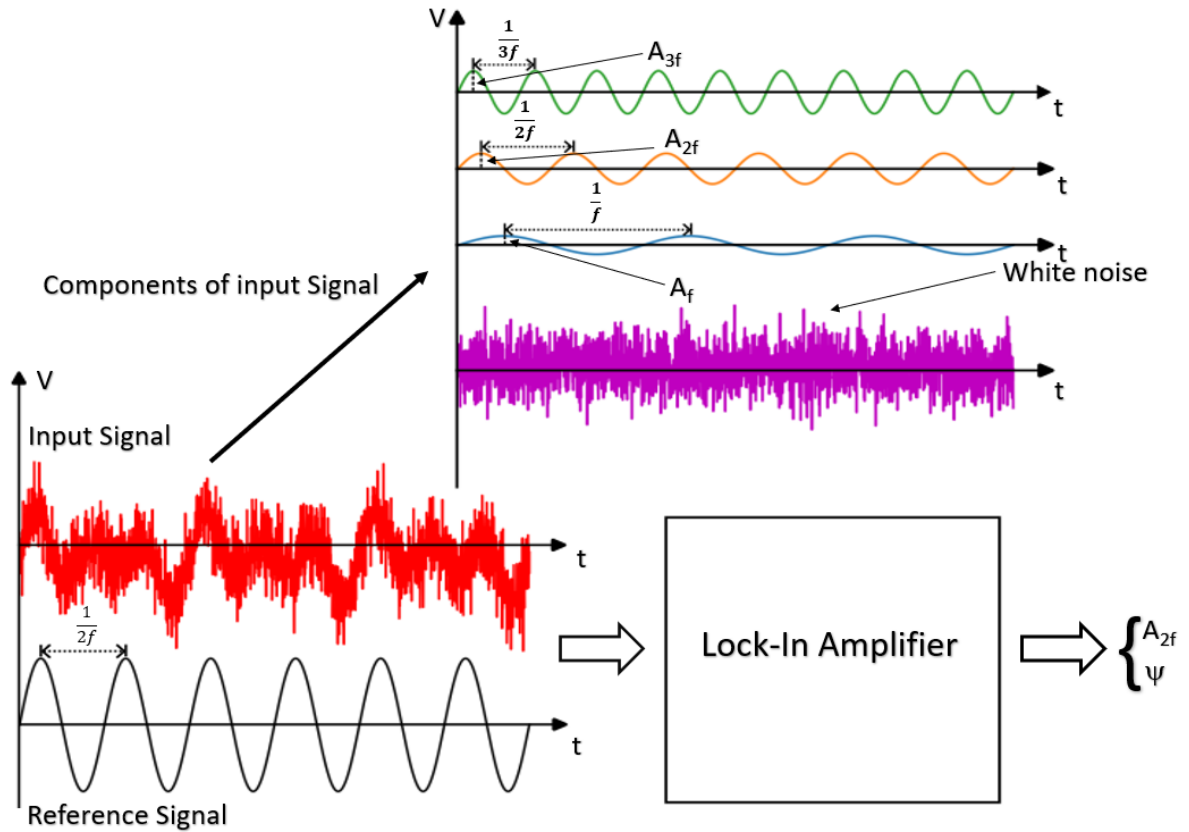 V
1/3f
A3f
t
1/2f
A2f
t
1/f
t
Af
White noise
Components of input Signal
t
V
Input Signal
t
1/2f
t
Reference Signal
Lock-In Amplifier
{ A2f
ψ